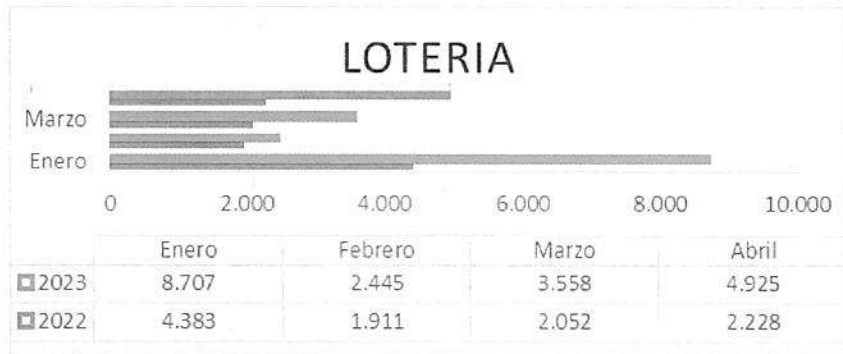 LOTERIA
Marzo
Enero
0 2.000 4.000 6.000 8.000 10.000
Enero Febrero Marzo Abril
2023 8.707 2.445 3.558 4.925
2022 4.383 1.911 2.052 2.228